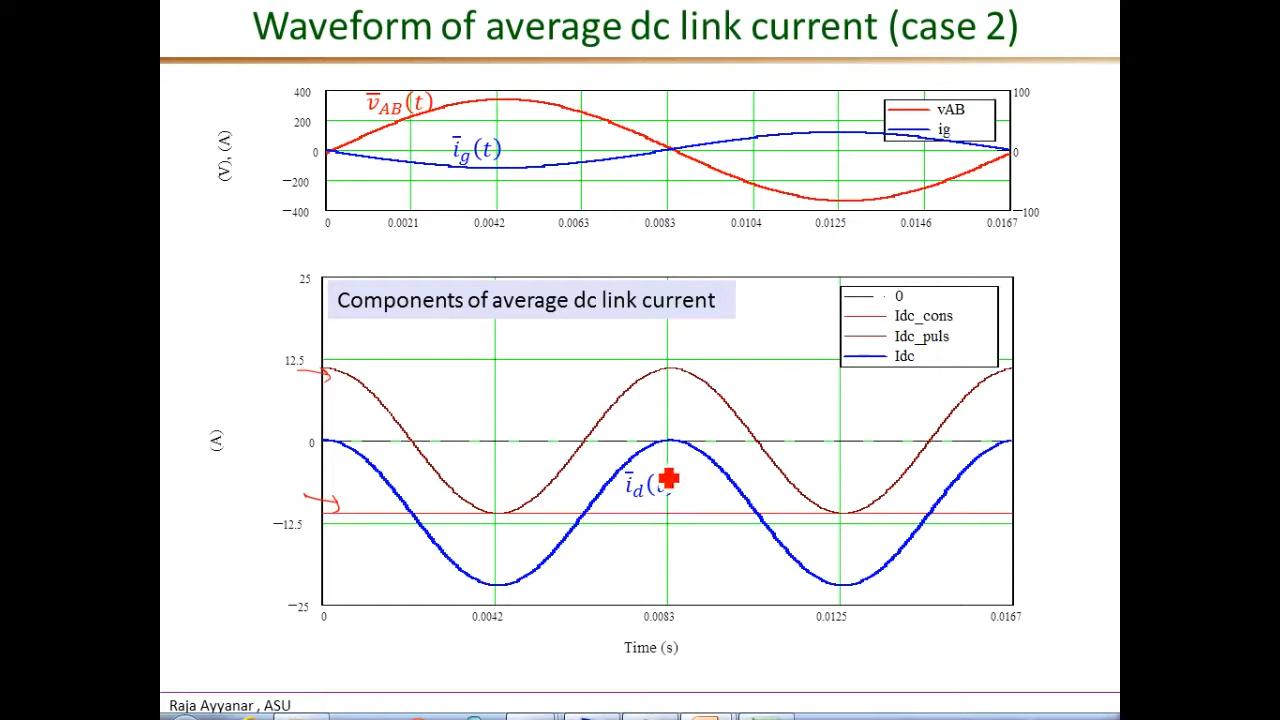 Waveform of average dc link current (case 2)
400
200
0
−200
−400
(V), (A)
v̅AB(t)
i̅g(t)
vAB
ig
100
0
−100
0 0.0021 0.0042 0.0063 0.0083 0.0104 0.0125 0.0146 0.0167
25
12.5
0
−12.5
−25
(A)
Components of average dc link current
0
Idc_cons
Idc_puls
Idc
i̅d(
0 0.0042 0.0083 0.0125 0.0167
Time (s)
Raja Ayyanar , ASU